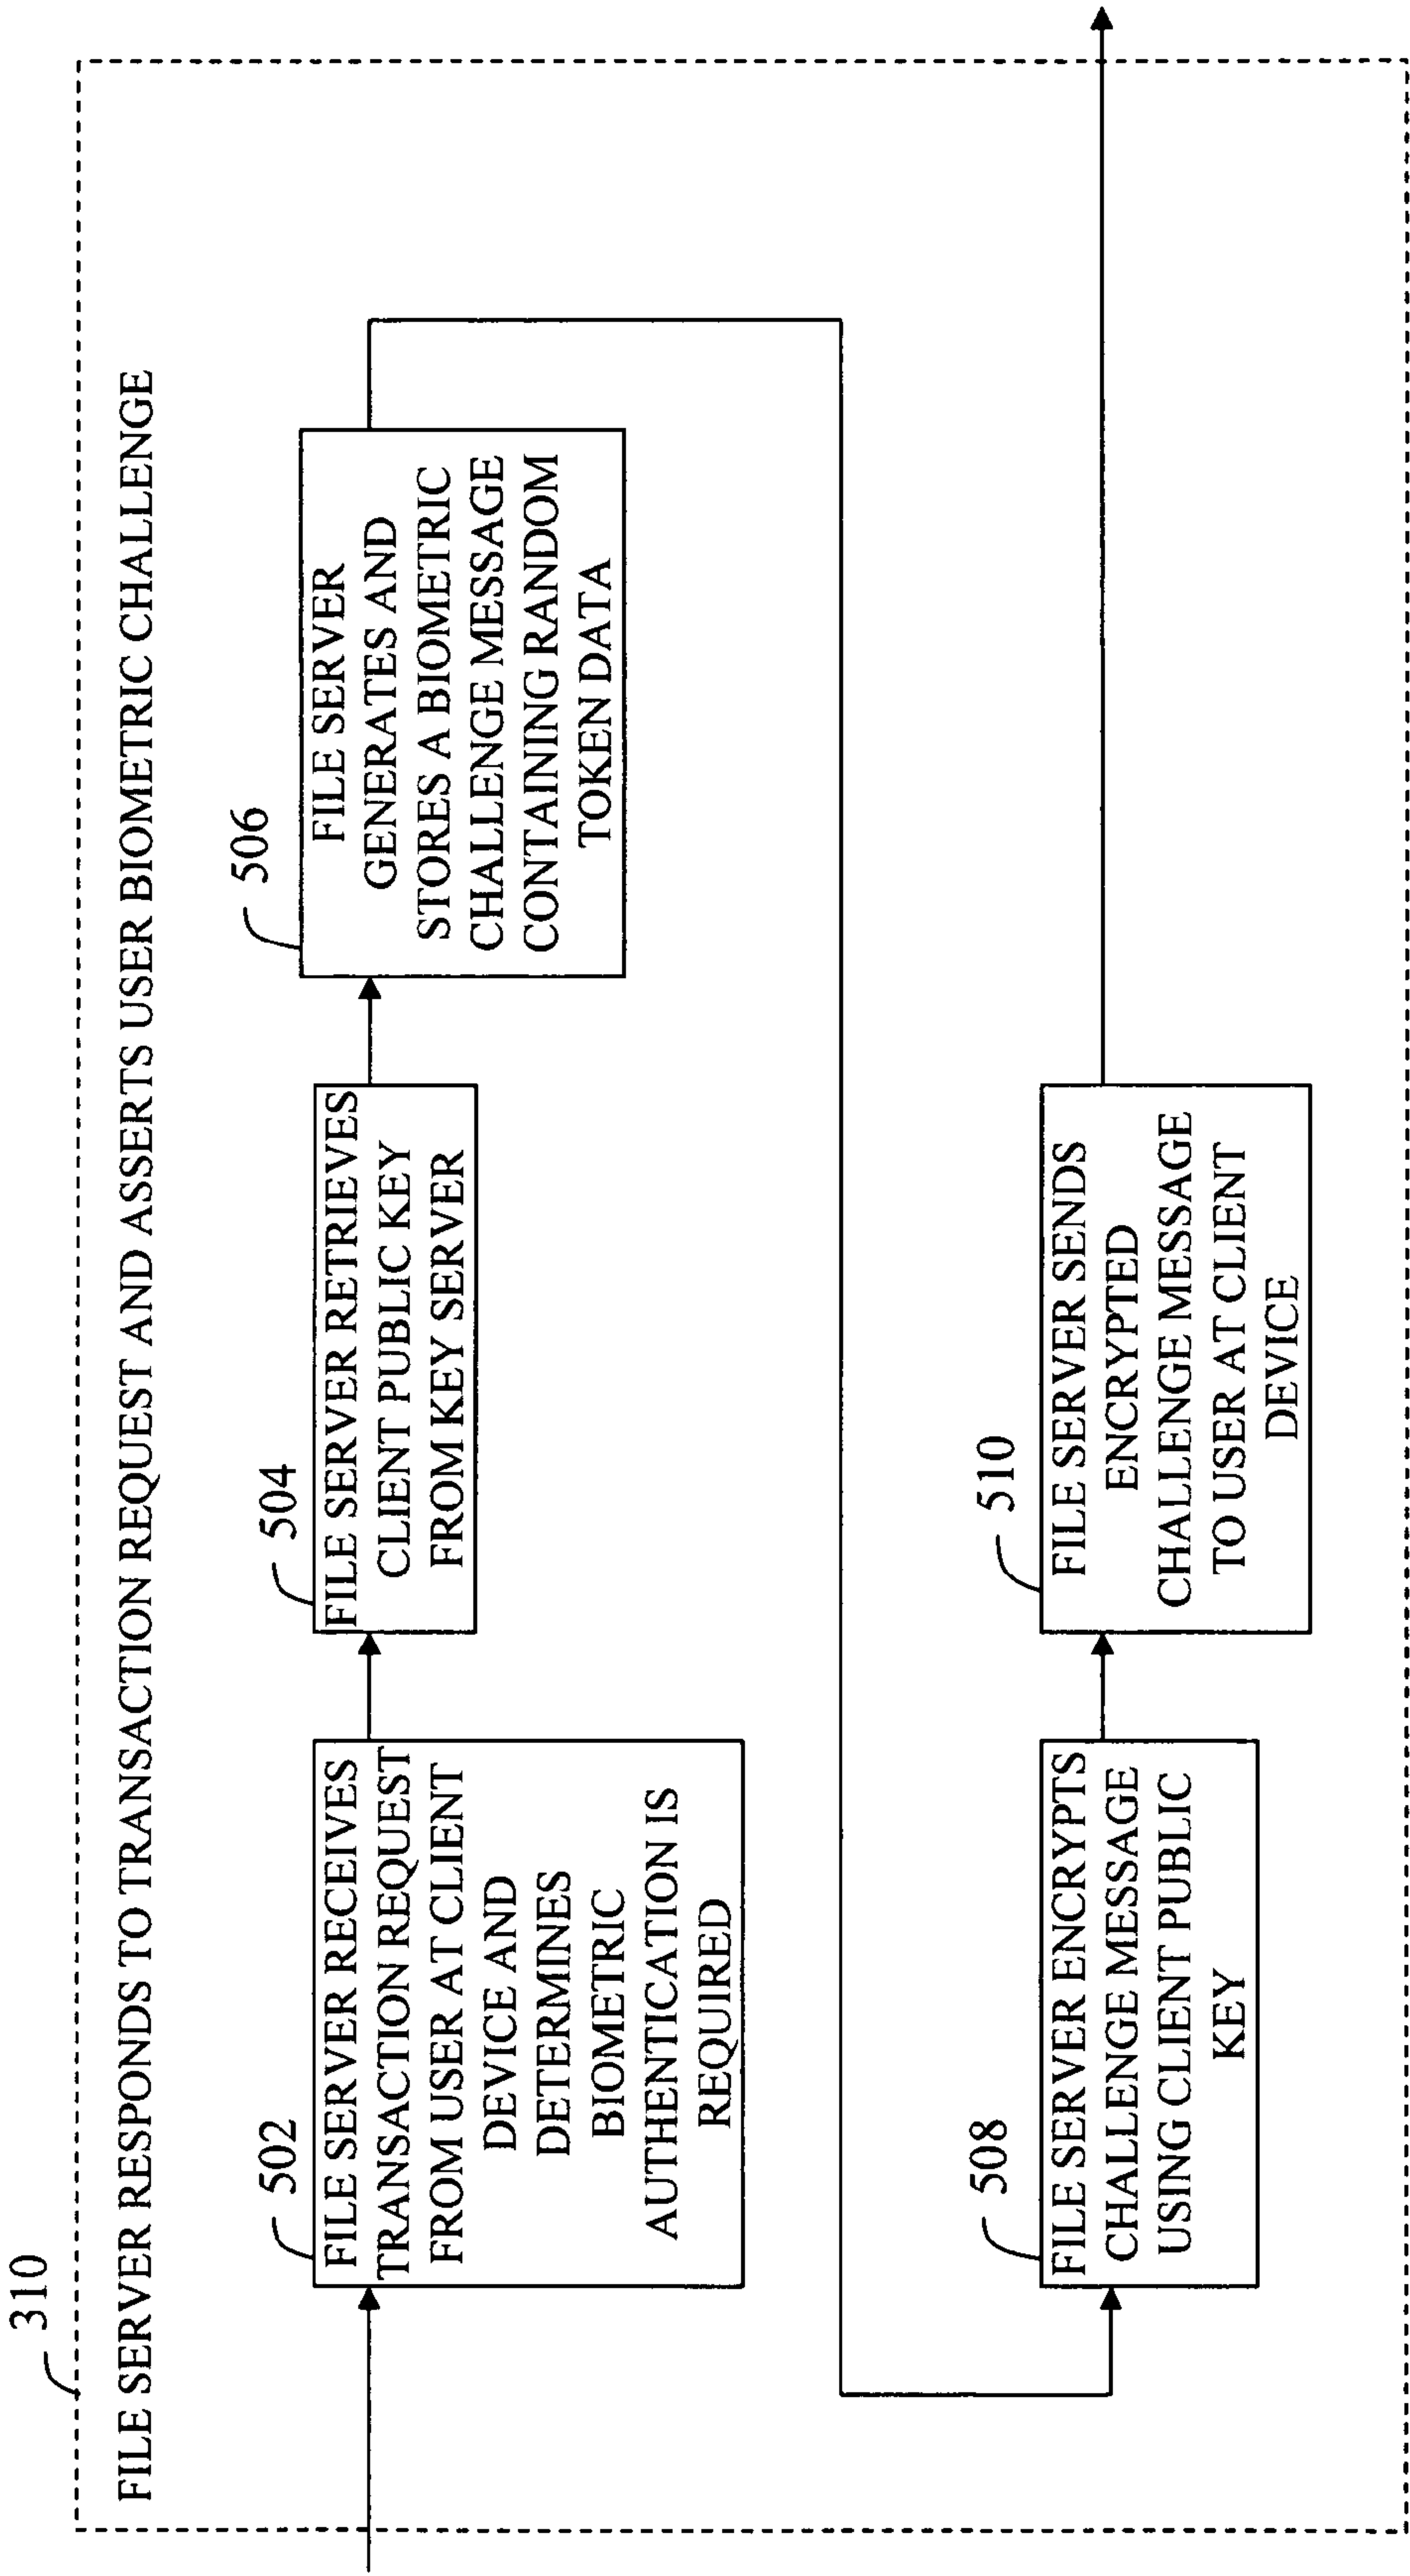 310
FILE SERVER RESPONDS TO TRANSACTION REQUEST AND ASSERTS USER BIOMETRIC CHALLENGE
502
FILE SERVER RECEIVES
TRANSACTION REQUEST
FROM USER AT CLIENT
DEVICE AND
DETERMINES
BIOMETRIC
AUTHENTICATION IS
REQUIRED
504
FILE SERVER RETRIEVES
CLIENT PUBLIC KEY
FROM KEY SERVER
506
FILE SERVER
GENERATES AND
STORES A BIOMETRIC
CHALLENGE MESSAGE
CONTAINING RANDOM
TOKEN DATA
508
FILE SERVER ENCRYPTS
CHALLENGE MESSAGE
USING CLIENT PUBLIC
KEY
510
FILE SERVER SENDS
ENCRYPTED
CHALLENGE MESSAGE
TO USER AT CLIENT
DEVICE